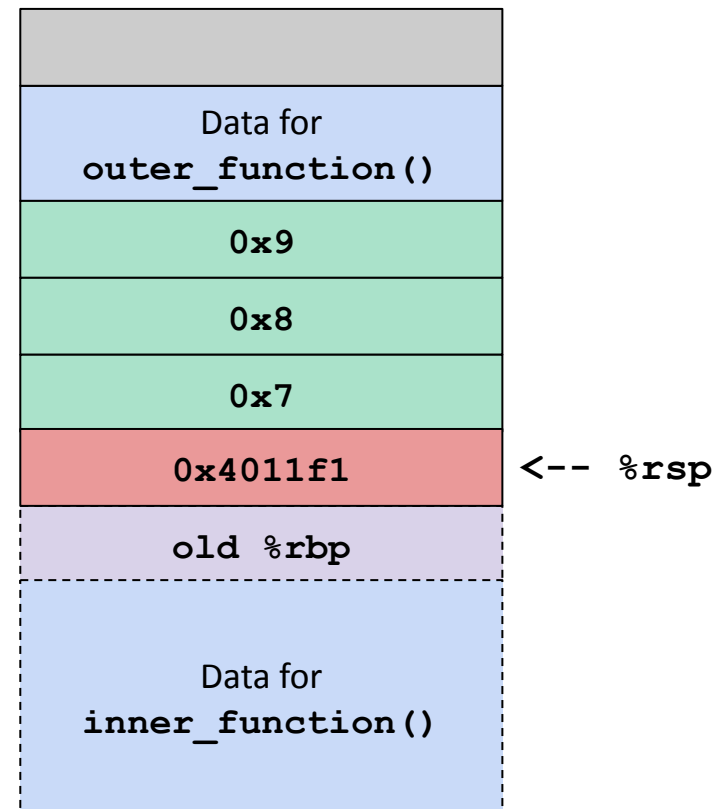 Data for
outer_function()
0x9
0x8
0x7
0x4011f1 <-- %rsp
old %rbp
Data for
inner_function()